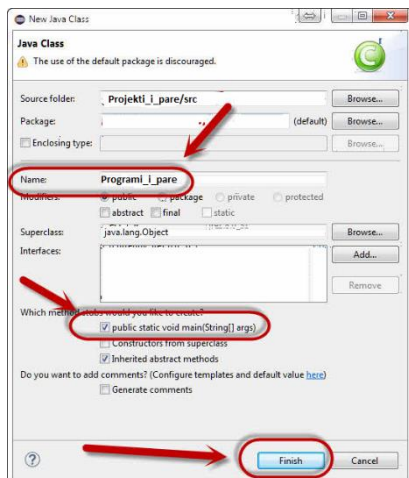 New Java Class
Java Class
The use of the default package is discouraged.
Source folder: Projekti_i_pare/src Browse...
Package: (default) Browse...
Enclosing type: Browse...
Name: Programi_i_pare
Modifiers: public package private protected
abstract final static
Superclass: java.lang.Object Browse...
Interfaces: Add...
Remove
Which method stubs would you like to create?
public static void main(String[] args)
Constructors from superclass
Inherited abstract methods
Do you want to add comments? (Configure templates and default value here)
Generate comments
? Finish Cancel